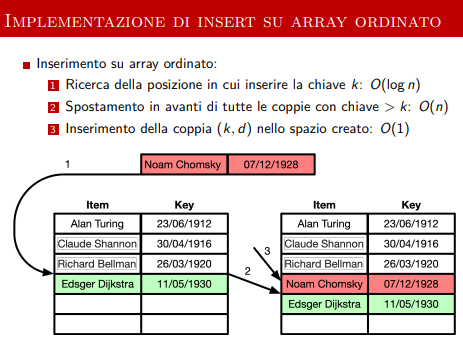 IMPLEMENTAZIONE DI INSERT SU ARRAY ORDINATO
Inserimento su array ordinato:
1 Ricerca della posizione in cui inserire la chiave k: O(log n)
2 Spostamento in avanti di tutte le coppie con chiave > k: O(n)
3 Inserimento della coppia (k, d) nello spazio creato: O(1)
1
Noam Chomsky 07/12/1928
Item Key
Alan Turing 23/06/1912
Claude Shannon 30/04/1916
Richard Bellman 26/03/1920
Edsger Dijkstra 11/05/1930
2
3
Item Key
Alan Turing 23/06/1912
Claude Shannon 30/04/1916
Richard Bellman 26/03/1920
Noam Chomsky 07/12/1928
Edsger Dijkstra 11/05/1930